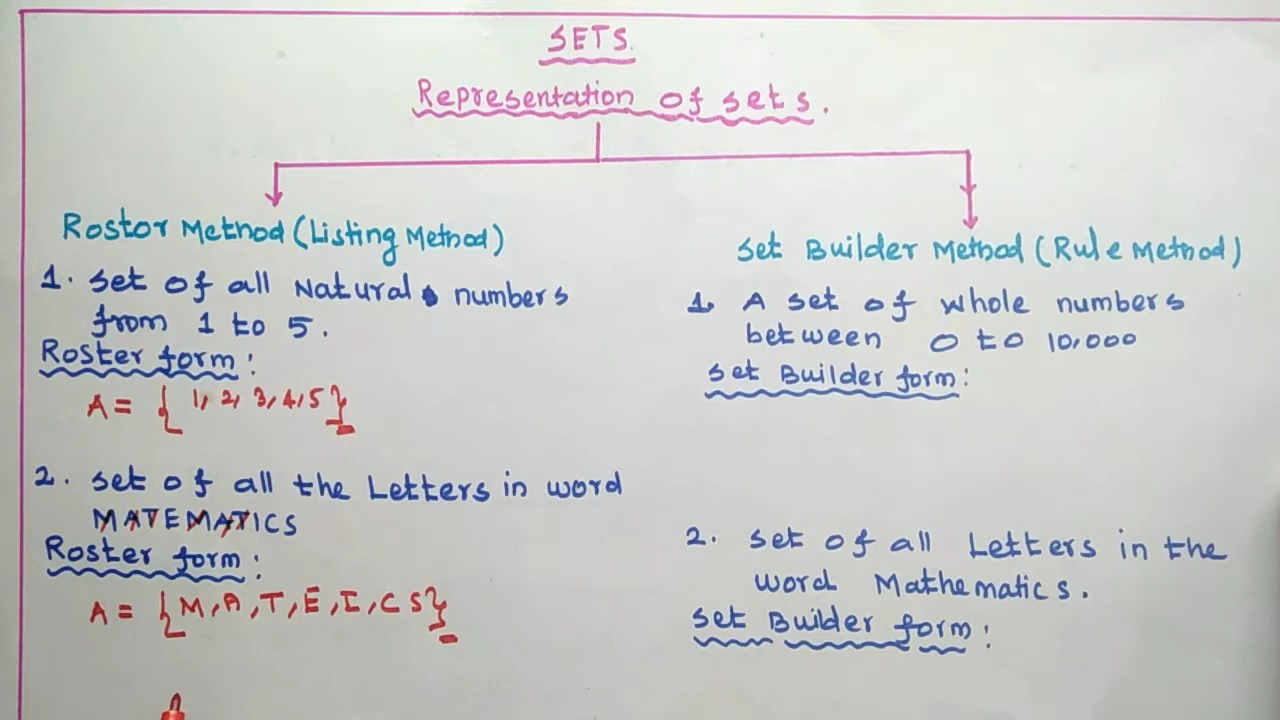 SETS.
Representation of sets.
Rostor Method (Listing Method)
1. set of all Natural numbers
from 1 to 5.
Roster form:
A = { 1, 2, 3, 4, 5 }
2. set of all the Letters in word
MATEMATICS
Roster form:
A = { M, A, T, E, I, C S }
Set Builder Method (Rule Method)
1. A set of whole numbers
between 0 to 10,000
set Builder form:
2. set of all Letters in the
word Mathematics.
set Builder form: